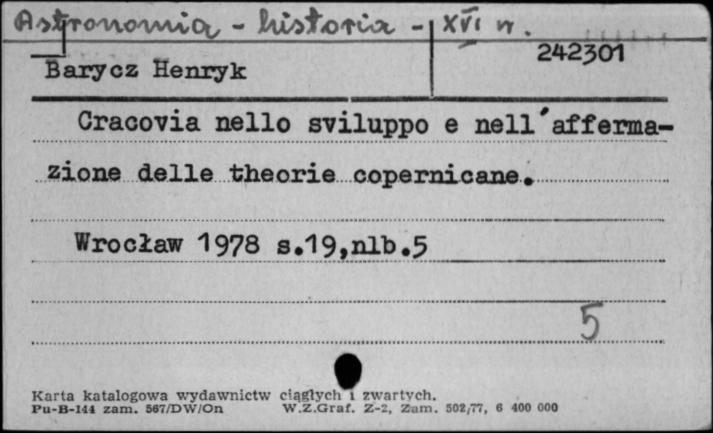 Astronomia - historia - XVI w.
242301
Barycz Henryk
Cracovia nello sviluppo e nell'afferma-
zione delle theorie copernicane.
Wrocław 1978 s.19,nlb.5
5
Karta katalogowa wydawnictw ciągłych i zwartych.
Pu-B-144 zam. 567/DW/On W.Z.Graf. Z-2, Zam. 502/77, 6 400 000